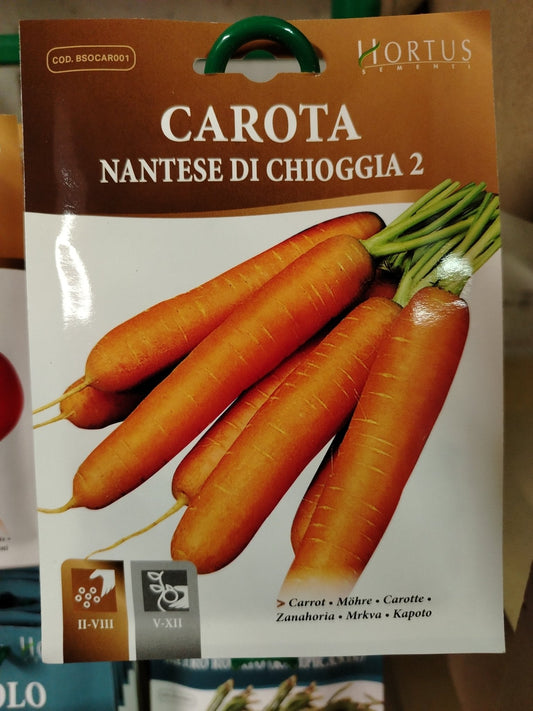 COD. BSOCAR001
HORTUS
SEMENTI
CAROTA
NANTESE DI CHIOGGIA 2
II-VIII
V-XII
> Carrot • Möhre • Carotte •
Zanahoria • Mrkva • Kapoto
HORT
OLO